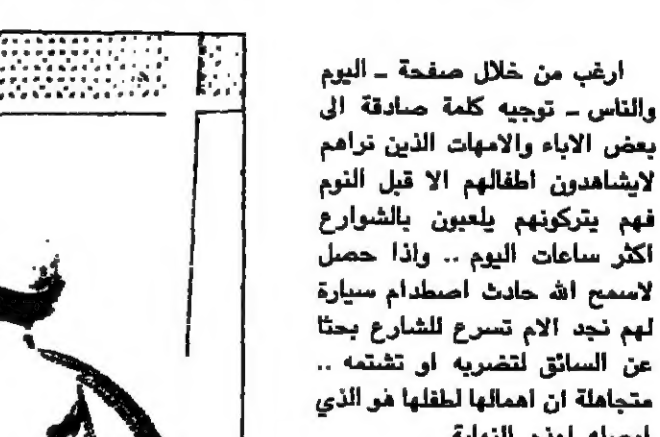 ارغب من خلال صفحة ـ اليوم
والناس ـ توجيه كلمة صادقة الى
بعض الاباء والامهات الذين تراهم
لايشاهدون اطفالهم الا قبل النوم
فهم يتركونهم يلعبون بالشوارع
اكثر ساعات اليوم .. واذا حصل
لاسمح الله حادث اصطدام سيارة
لهم نجد الام تسرع للشارع بحثا
عن السائق لتضربه او تشتمه ..
متجاهلة ان اهمالها لطفلها هو الذي